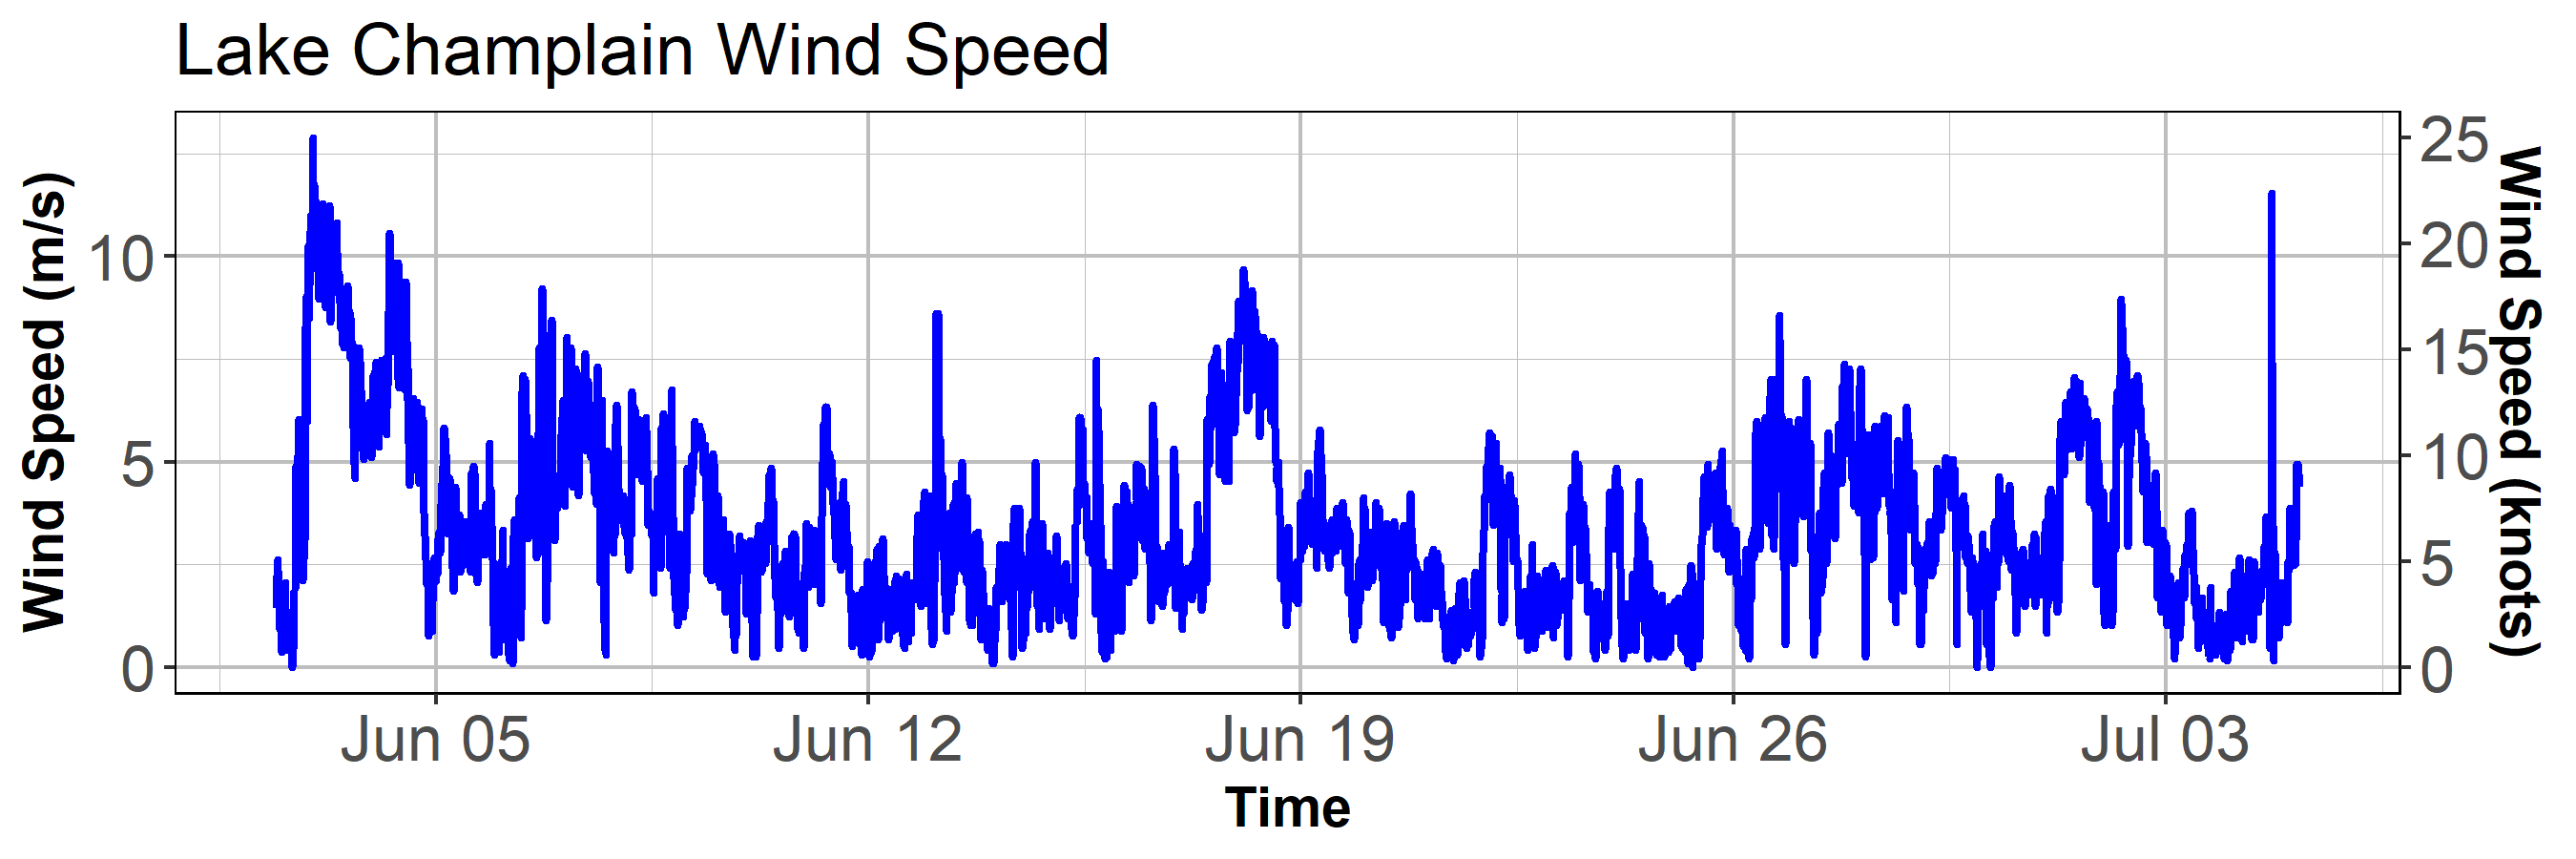 Lake Champlain Wind Speed
Wind Speed (m/s)
10
5
0
25
20
15
10
5
0
Wind Speed (knots)
Jun 05
Jun 12
Jun 19
Jun 26
Jul 03
Time